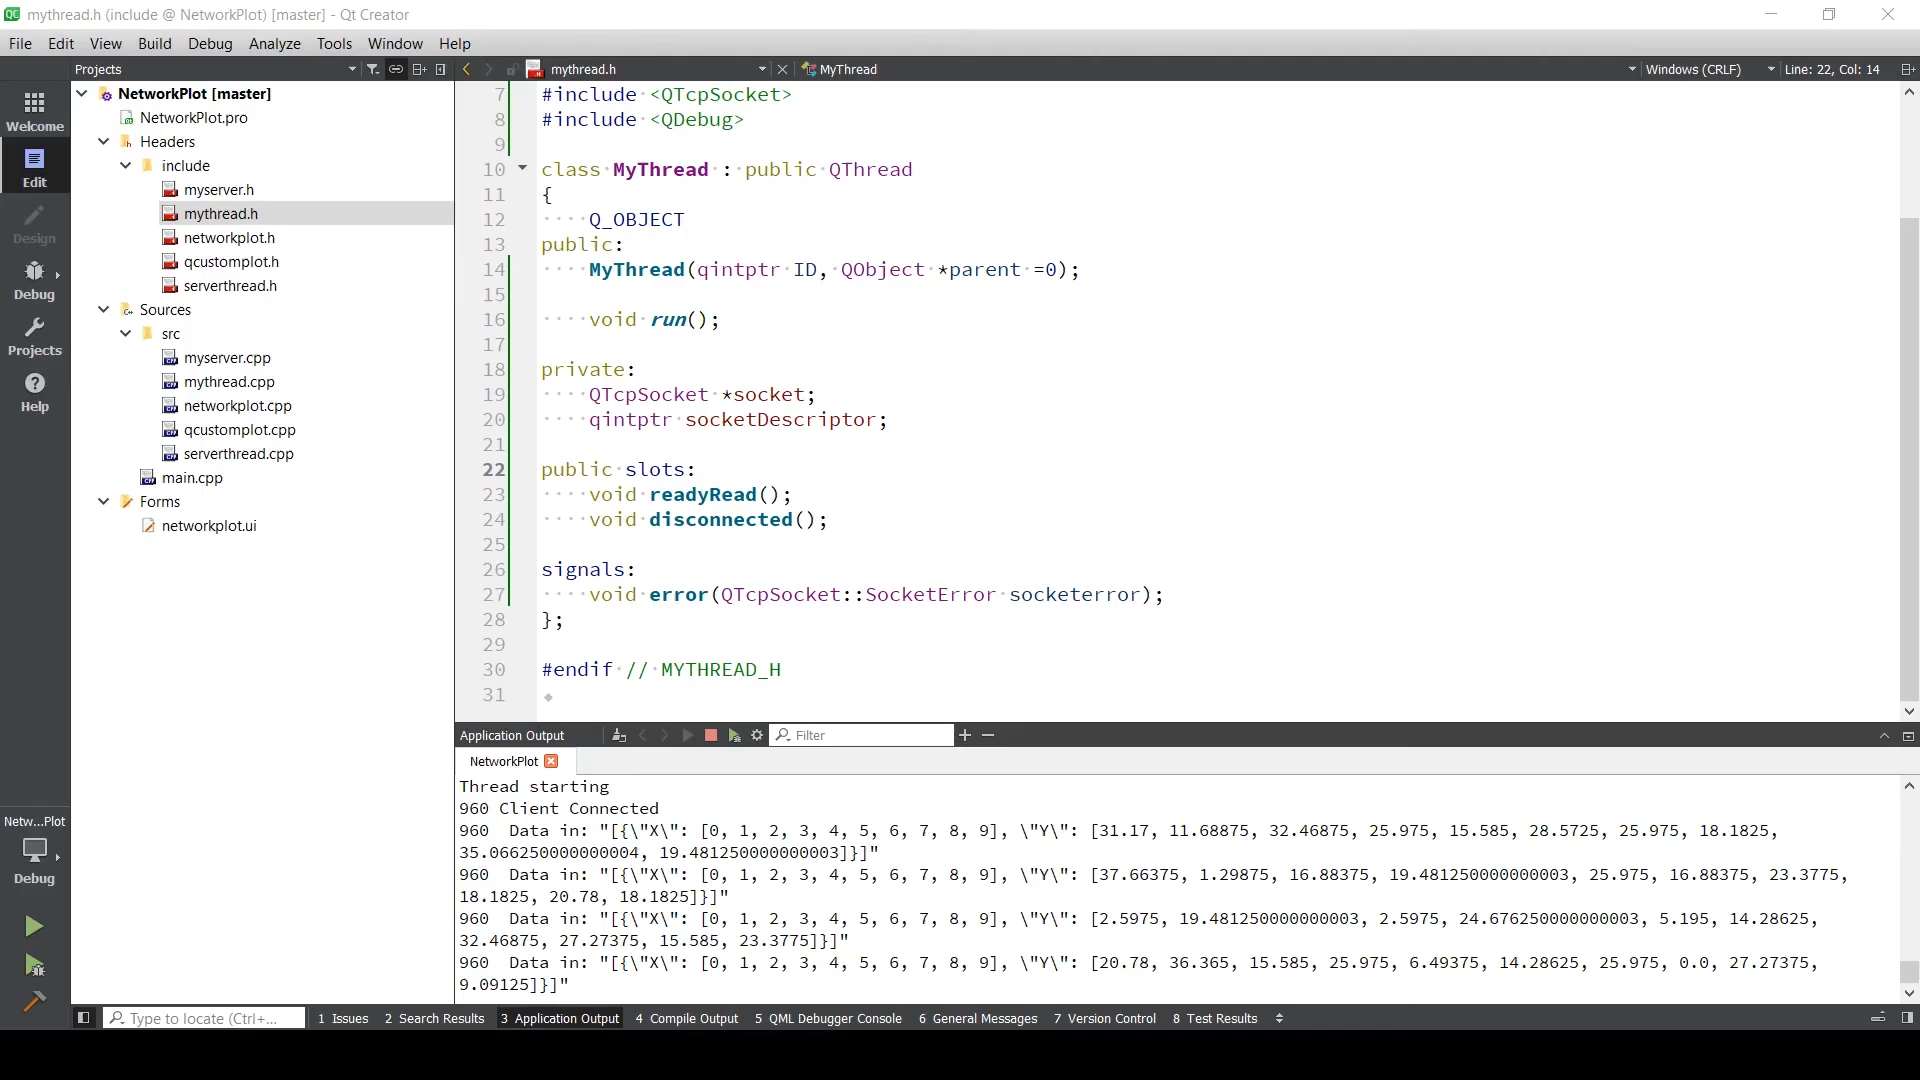 mythread.h (include @ NetworkPlot) [master] - Qt Creator
File Edit View Build Debug Analyze Tools Window Help
Projects
mythread.h
MyThread
Windows (CRLF)
Line: 22, Col: 14
Welcome
Edit
Design
Debug
Projects
Help
Netw...Plot
Debug
NetworkPlot [master]
NetworkPlot.pro
Headers
include
myserver.h
mythread.h
networkplot.h
qcustomplot.h
serverthread.h
Sources
src
myserver.cpp
mythread.cpp
networkplot.cpp
qcustomplot.cpp
serverthread.cpp
main.cpp
Forms
networkplot.ui
7 #include <QTcpSocket>
8 #include <QDebug>
9
10 class MyThread : public QThread
11 {
12 Q_OBJECT
13 public:
14 MyThread(qintptr ID, QObject *parent =0);
15
16 void run();
17
18 private:
19 QTcpSocket *socket;
20 qintptr socketDescriptor;
21
22 public slots:
23 void readyRead();
24 void disconnected();
25
26 signals:
27 void error(QTcpSocket::SocketError socketerror);
28 };
29
30 #endif // MYTHREAD_H
31
Application Output
Filter
NetworkPlot
Thread starting
960 Client Connected
960  Data in: "[{\"X\": [0, 1, 2, 3, 4, 5, 6, 7, 8, 9], \"Y\": [31.17, 11.68875, 32.46875, 25.975, 15.585, 28.5725, 25.975, 18.1825,
35.066250000000004, 19.481250000000003]}]"
960  Data in: "[{\"X\": [0, 1, 2, 3, 4, 5, 6, 7, 8, 9], \"Y\": [37.66375, 1.29875, 16.88375, 19.481250000000003, 25.975, 16.88375, 23.3775,
18.1825, 20.78, 18.1825]}]"
960  Data in: "[{\"X\": [0, 1, 2, 3, 4, 5, 6, 7, 8, 9], \"Y\": [2.5975, 19.481250000000003, 2.5975, 24.676250000000003, 5.195, 14.28625,
32.46875, 27.27375, 15.585, 23.3775]}]"
960  Data in: "[{\"X\": [0, 1, 2, 3, 4, 5, 6, 7, 8, 9], \"Y\": [20.78, 36.365, 15.585, 25.975, 6.49375, 14.28625, 25.975, 0.0, 27.27375,
9.09125]}]"
Type to locate (Ctrl+...
1 Issues 2 Search Results 3 Application Output 4 Compile Output 5 QML Debugger Console 6 General Messages 7 Version Control 8 Test Results